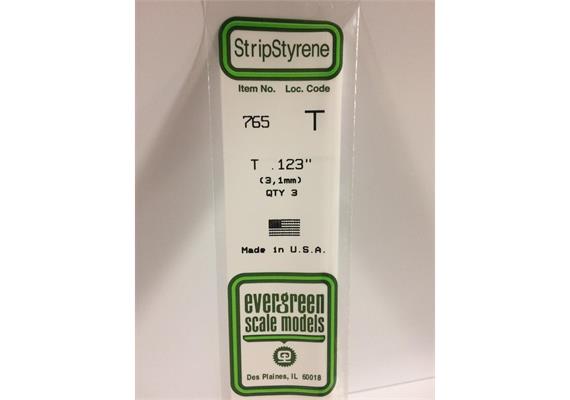 StripStyrene
Item No. Loc. Code
765 T
T .123"
(3,1mm)
QTY 3
Made in U.S.A.
evergreen
scale models
Des Plaines, IL 60018